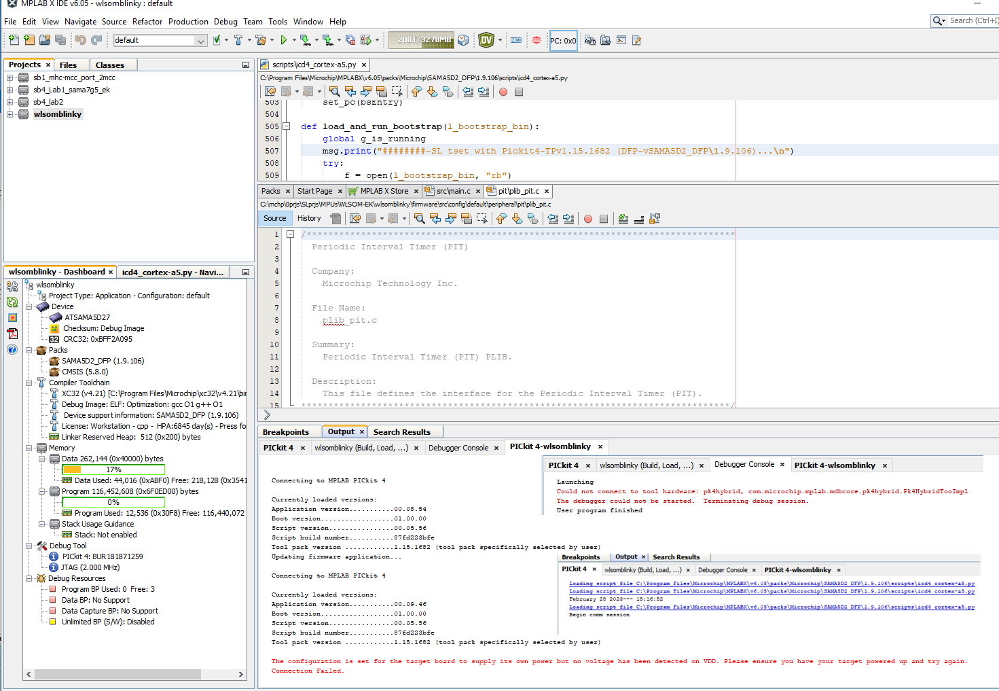 MPLAB X IDE v6.05 - wlsomblinky : default
File Edit View Navigate Source Refactor Production Debug Team Tools Window Help
Search (Ctrl+I)
default
2081/3278MB
PC: 0x0
Projects × Files Classes
sb1_mhc-mcc_port_2mcc
sb4_Lab1_sama7g5_ek
sb4_lab2
wlsomblinky
scripts\icd4_cortex-a5.py ×
C:\Program Files\Microchip\MPLABX\v6.05\packs\Microchip\SAMA5D2_DFP\1.9.106\scripts\icd4_cortex-a5.py
503 set_pc(bsEntry)
504
505 def load_and_run_bootstrap(l_bootstrap_bin):
506 global g_is_running
507 msg.print("########-SL tset with Pickit4-TPv1.15.1682 (DFP-vSAMA5D2_DFP\1.9.106)...\n")
508 try:
509 f = open(l_bootstrap_bin, "rb")
Packs × Start Page × MPLAB X Store × src\main.c × pit\plib_pit.c ×
C:\mchp\0prjs\SLprjs\MPUs\WLSOM-EK\wlsomblinky\firmware\src\config\default\peripheral\pit\plib_pit.c
Source History
1 /*******************************************************************************
2 Periodic Interval Timer (PIT)
3
4 Company:
5 Microchip Technology Inc.
6
7 File Name:
8 plib_pit.c
9
10 Summary:
11 Periodic Interval Timer (PIT) PLIB.
12
13 Description:
14 This file defines the interface for the Periodic Interval Timer (PIT).
15 *******************************************************************************/
wlsomblinky - Dashboard × icd4_cortex-a5.py - Navi...
wlsomblinky
Project Type: Application - Configuration: default
Device
ATSAMA5D27
Checksum: Debug Image
32 CRC32: 0xBFF2A095
Packs
SAMA5D2_DFP (1.9.106)
CMSIS (5.8.0)
Compiler Toolchain
XC32 (v4.21) [C:\Program Files\Microchip\xc32\v4.21\bin
Debug Image: ELF: Optimization: gcc O1 g++ O1
Device support information: SAMA5D2_DFP (1.9.106)
License: Workstation - cpp - HPA:6845 day(s) - Press fo
Linker Reserved Heap: 512 (0x200) bytes
Memory
Data 262,144 (0x40000) bytes
17%
Data Used: 44,016 (0xABF0) Free: 218,128 (0x3541
Program 116,452,608 (0x6F0ED00) bytes
0%
Program Used: 12,536 (0x30F8) Free: 116,440,072
Stack Usage Guidance
Stack: Not enabled
Debug Tool
PICkit 4: BUR181871259
JTAG (2.000 MHz)
Debug Resources
Program BP Used: 0 Free: 3
Data BP: No Support
Data Capture BP: No Support
Unlimited BP (S/W): Disabled
Breakpoints Output × Search Results
PICkit 4 × wlsomblinky (Build, Load, ...) × Debugger Console × PICkit 4-wlsomblinky ×
Connecting to MPLAB PICkit 4
Currently loaded versions:
Application version...........00.08.54
Boot version..................01.00.00
Script version................00.05.56
Script build number...........87fd223bfe
Tool pack version ............1.15.1682 (tool pack specifically selected by user)
Updating firmware application...
Connecting to MPLAB PICkit 4
Currently loaded versions:
Application version...........00.09.46
Boot version..................01.00.00
Script version................00.05.56
Script build number...........87fd223bfe
Tool pack version ............1.15.1682 (tool pack specifically selected by user)
The configuration is set for the target board to supply its own power but no voltage has been detected on VDD. Please ensure you have your target powered up and try again.
Connection Failed.
PICkit 4 × wlsomblinky (Build, Load, ...) × Debugger Console × PICkit 4-wlsomblinky ×
Launching
Could not connect to tool hardware: pk4hybrid, com.microchip.mplab.mdbcore.pk4hybrid.Pk4HybridTooImpl
The debugger could not be started. Terminating debug session.
User program finished
Breakpoints Output × Search Results
PICkit 4 × wlsomblinky (Build, Load, ...) × Debugger Console × PICkit 4-wlsomblinky ×
Loading script file C:\Program Files\Microchip\MPLABX\v6.05\packs\Microchip\SAMA5D2_DFP\1.9.106\scripts\icd4_cortex-a5.py
Loading script file C:\Program Files\Microchip\MPLABX\v6.05\packs\Microchip\SAMA5D2_DFP\1.9.106\scripts\icd4_cortex-a5.py
February 28 2023--- 15:16:52
Loading script file C:\Program Files\Microchip\MPLABX\v6.05\packs\Microchip\SAMA5D2_DFP\1.9.106\scripts\icd4_cortex-a5.py
Begin comm session